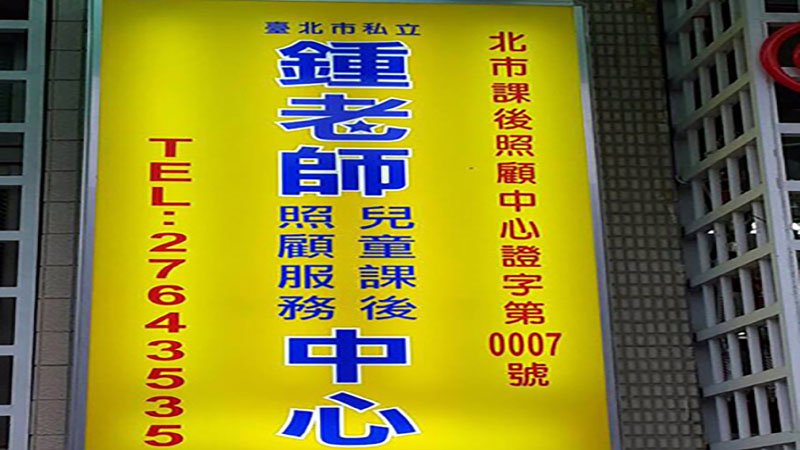 北市課後照顧中心證字第0007號
臺北市私立
鍾老師
兒童課後
照顧服務
中心
TEL:27643535